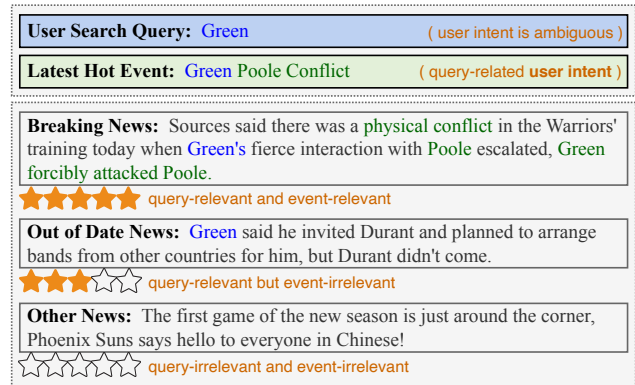 User Search Query: Green ( user intent is ambiguous )
Latest Hot Event: Green Poole Conflict ( query-related user intent )
Breaking News: Sources said there was a physical conflict in the Warriors'
training today when Green's fierce interaction with Poole escalated, Green
forcibly attacked Poole.
query-relevant and event-relevant
Out of Date News: Green said he invited Durant and planned to arrange
bands from other countries for him, but Durant didn't come.
query-relevant but event-irrelevant
Other News: The first game of the new season is just around the corner,
Phoenix Suns says hello to everyone in Chinese!
query-irrelevant and event-irrelevant